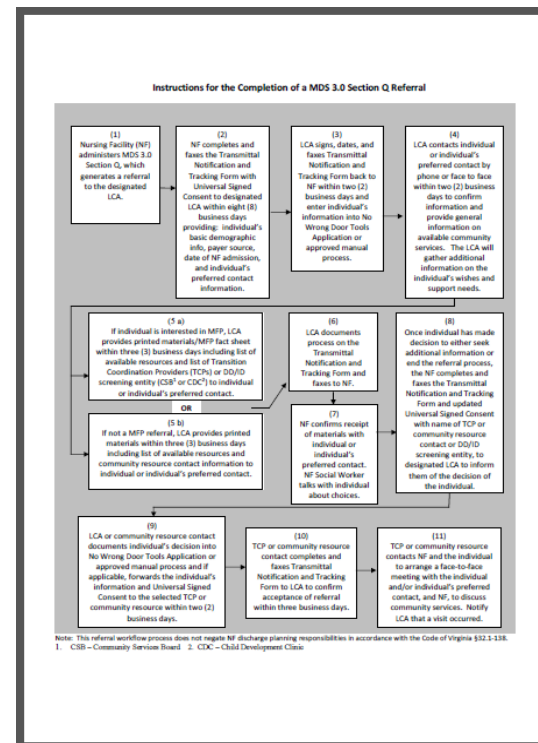 Instructions for the Completion of a MDS 3.0 Section Q Referral
(1)
Nursing Facility (NF)
administers MDS 3.0
Section Q, which
generates a referral
to the designated
LCA.
(2)
NF completes and
faxes the Transmittal
Notification and
Tracking Form with
Universal Signed
Consent to designated
LCA within eight (8)
business days
providing: individual's
basic demographic
info, payer source,
date of NF admission,
and individual's
preferred contact
information.
(3)
LCA signs, dates, and
faxes Transmittal
Notification and
Tracking Form back to
NF within two (2)
business days and
enter individual's
information into No
Wrong Door Tools
Application or
approved manual
process.
(4)
LCA contacts individual
or individual's
preferred contact by
phone or face to face
within two (2) business
days to confirm
information and
provide general
information on
available community
services. The LCA will
gather additional
information on the
individual's wishes and
support needs.
(5 a)
If individual is interested in MFP, LCA
provides printed materials/MFP fact sheet
within three (3) business days including list of
available resources and list of Transition
Coordination Providers (TCPs) or DD/ID
screening entity (CSB¹ or CDC²) to individual
or individual's preferred contact.
OR
(5 b)
If not a MFP referral, LCA provides printed
materials within three (3) business days
including list of available resources and
community resource contact information to
individual or individual's preferred contact.
(6)
LCA documents
process on the
Transmittal
Notification and
Tracking Form and
faxes to NF.
(7)
NF confirms receipt
of materials with
individual or
individual's
preferred contact.
NF Social Worker
talks with individual
about choices.
(8)
Once individual has made
decision to either seek
additional information or
end the referral process,
the NF completes and
faxes the Transmittal
Notification and Tracking
Form and updated
Universal Signed Consent
with name of TCP or
community resource
contact or DD/ID
screening entity, to
designated LCA to inform
them of the decision of
the individual.
(9)
LCA or community resource contact
documents individual's decision into
No Wrong Door Tools Application or
approved manual process and if
applicable, forwards the individual's
information and Universal Signed
Consent to the selected TCP or
community resource within two (2)
business days.
(10)
TCP or community resource
contact completes and
faxes Transmittal
Notification and Tracking
Form to LCA to confirm
acceptance of referral
within three business days.
(11)
TCP or community resource
contacts NF and the individual
to arrange a face-to-face
meeting with the individual
and/or individual's preferred
contact, and NF, to discuss
community services. Notify
LCA that a visit occurred.
Note: This referral workflow process does not negate NF discharge planning responsibilities in accordance with the Code of Virginia §32.1-138.
1. CSB – Community Services Board 2. CDC – Child Development Clinic